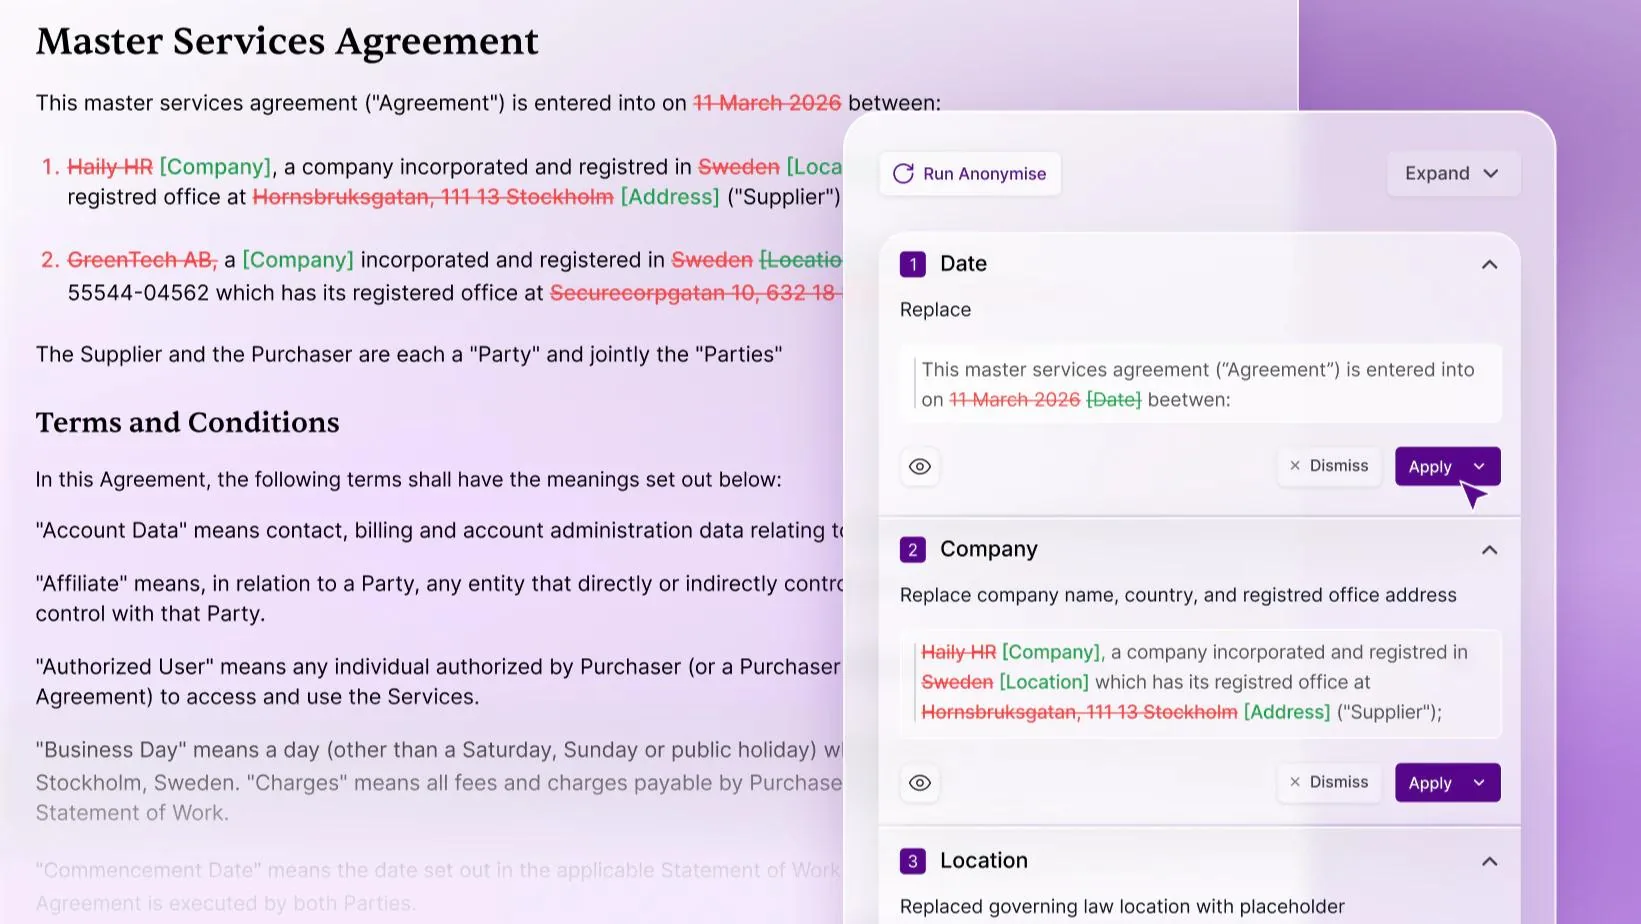 Master Services Agreement
This master services agreement ("Agreement") is entered into on 11 March 2026 between:
1. Haily HR [Company], a company incorporated and registred in Sweden [Loca
registred office at Hornsbruksgatan, 111 13 Stockholm [Address] ("Supplier")
2. GreenTech AB, a [Company] incorporated and registered in Sweden [Locatio
55544-04562 which has its registered office at Securecorpgatan 10, 632 18
The Supplier and the Purchaser are each a "Party" and jointly the "Parties"
Terms and Conditions
In this Agreement, the following terms shall have the meanings set out below:
"Account Data" means contact, billing and account administration data relating to
"Affiliate" means, in relation to a Party, any entity that directly or indirectly contro
control with that Party.
"Authorized User" means any individual authorized by Purchaser (or a Purchaser
Agreement) to access and use the Services.
"Business Day" means a day (other than a Saturday, Sunday or public holiday) wh
Stockholm, Sweden. "Charges" means all fees and charges payable by Purchase
Statement of Work.
"Commencement Date" means the date set out in the applicable Statement of Work
Agreement is executed by both Parties.
Run Anonymise
Expand
1 Date
Replace
This master services agreement (“Agreement”) is entered into
on 11 March 2026 [Date] beetwen:
× Dismiss
Apply
2 Company
Replace company name, country, and registred office address
Haily HR [Company], a company incorporated and registred in
Sweden [Location] which has its registred office at
Hornsbruksgatan, 111 13 Stockholm [Address] ("Supplier");
× Dismiss
Apply
3 Location
Replaced governing law location with placeholder